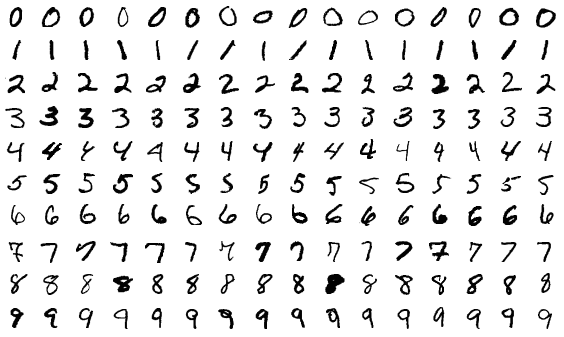 0 0 0 0 0 0 0 0 0 0 0 0 0 0 0 0
1 1 1 1 1 1 1 1 1 1 1 1 1 1 1 1
2 2 2 2 2 2 2 2 2 2 2 2 2 2 2 2
3 3 3 3 3 3 3 3 3 3 3 3 3 3 3 3
4 4 4 4 4 4 4 4 4 4 4 4 4 4 4 4
5 5 5 5 5 5 5 5 5 5 5 5 5 5 5 5
6 6 6 6 6 6 6 6 6 6 6 6 6 6 6 6
7 7 7 7 7 7 7 7 7 7 7 7 7 7 7 7
8 8 8 8 8 8 8 8 8 8 8 8 8 8 8 8
9 9 9 9 9 9 9 9 9 9 9 9 9 9 9 9